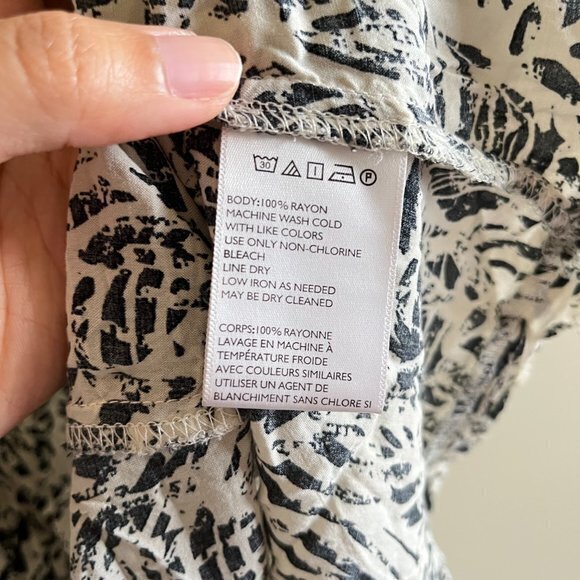 30 P
BODY:100% RAYON
MACHINE WASH COLD
WITH LIKE COLORS
USE ONLY NON-CHLORINE
BLEACH
LINE DRY
LOW IRON AS NEEDED
MAY BE DRY CLEANED
CORPS:100% RAYONNE
LAVAGE EN MACHINE À
TEMPÉRATURE FROIDE
AVEC COULEURS SIMILAIRES
UTILISER UN AGENT DE
BLANCHIMENT SANS CHLORE SI